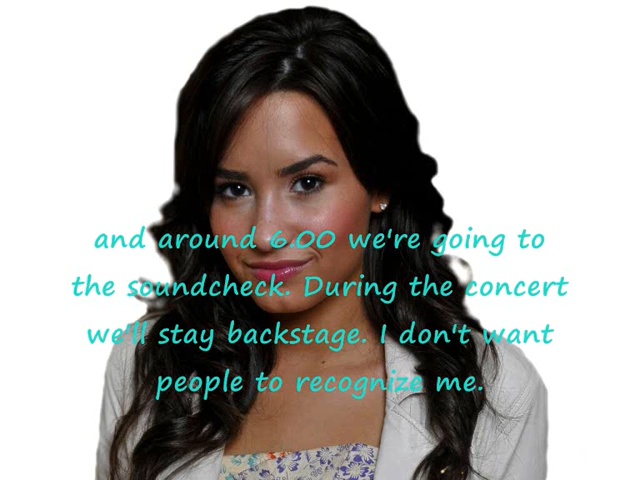 and around 6.00 we're going to
the soundcheck. During the concert
we'll stay backstage. I don't want
people to recognize me.